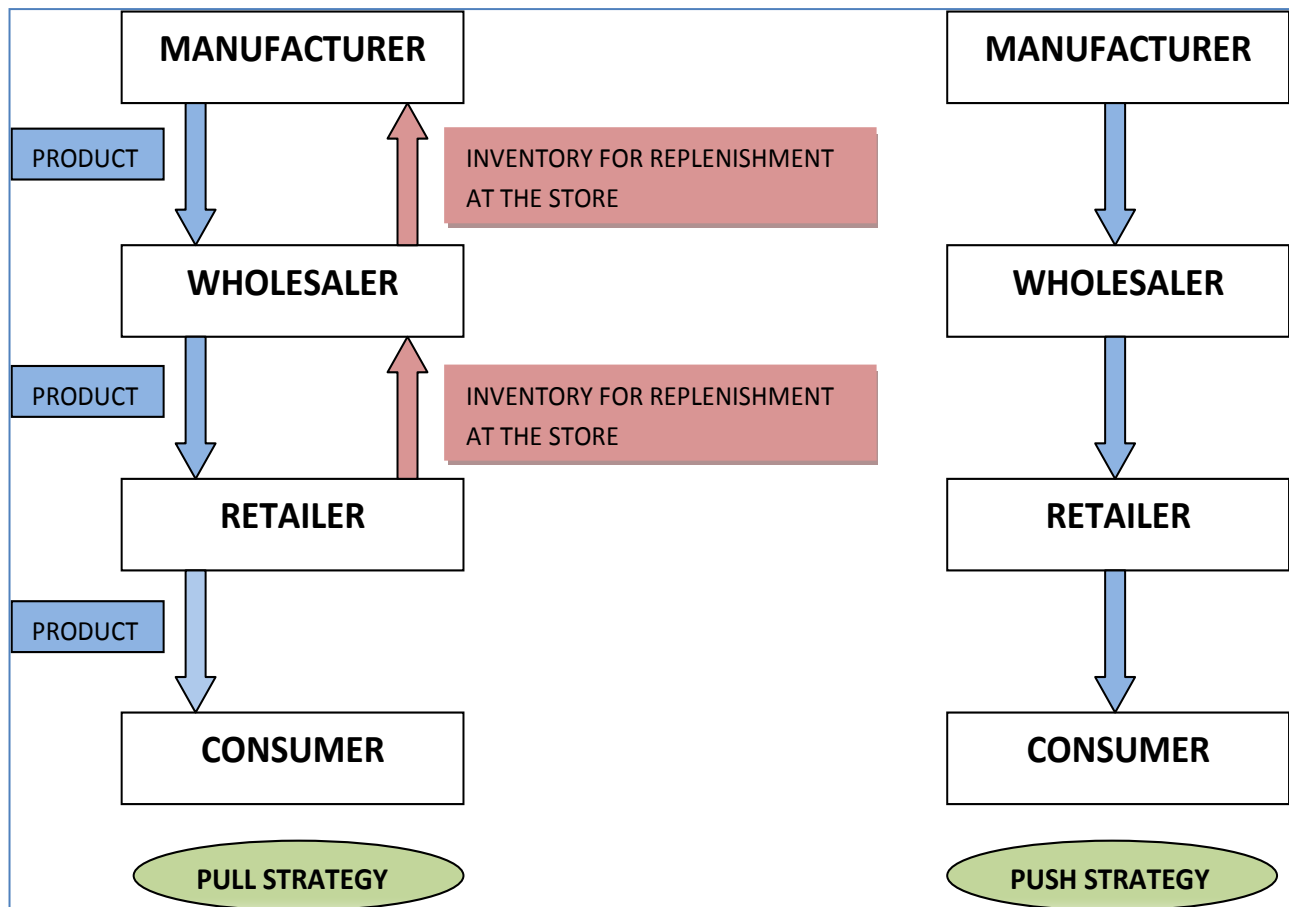 MANUFACTURER
PRODUCT
INVENTORY FOR REPLENISHMENT
AT THE STORE
WHOLESALER
PRODUCT
INVENTORY FOR REPLENISHMENT
AT THE STORE
RETAILER
PRODUCT
CONSUMER
PULL STRATEGY
MANUFACTURER
WHOLESALER
RETAILER
CONSUMER
PUSH STRATEGY